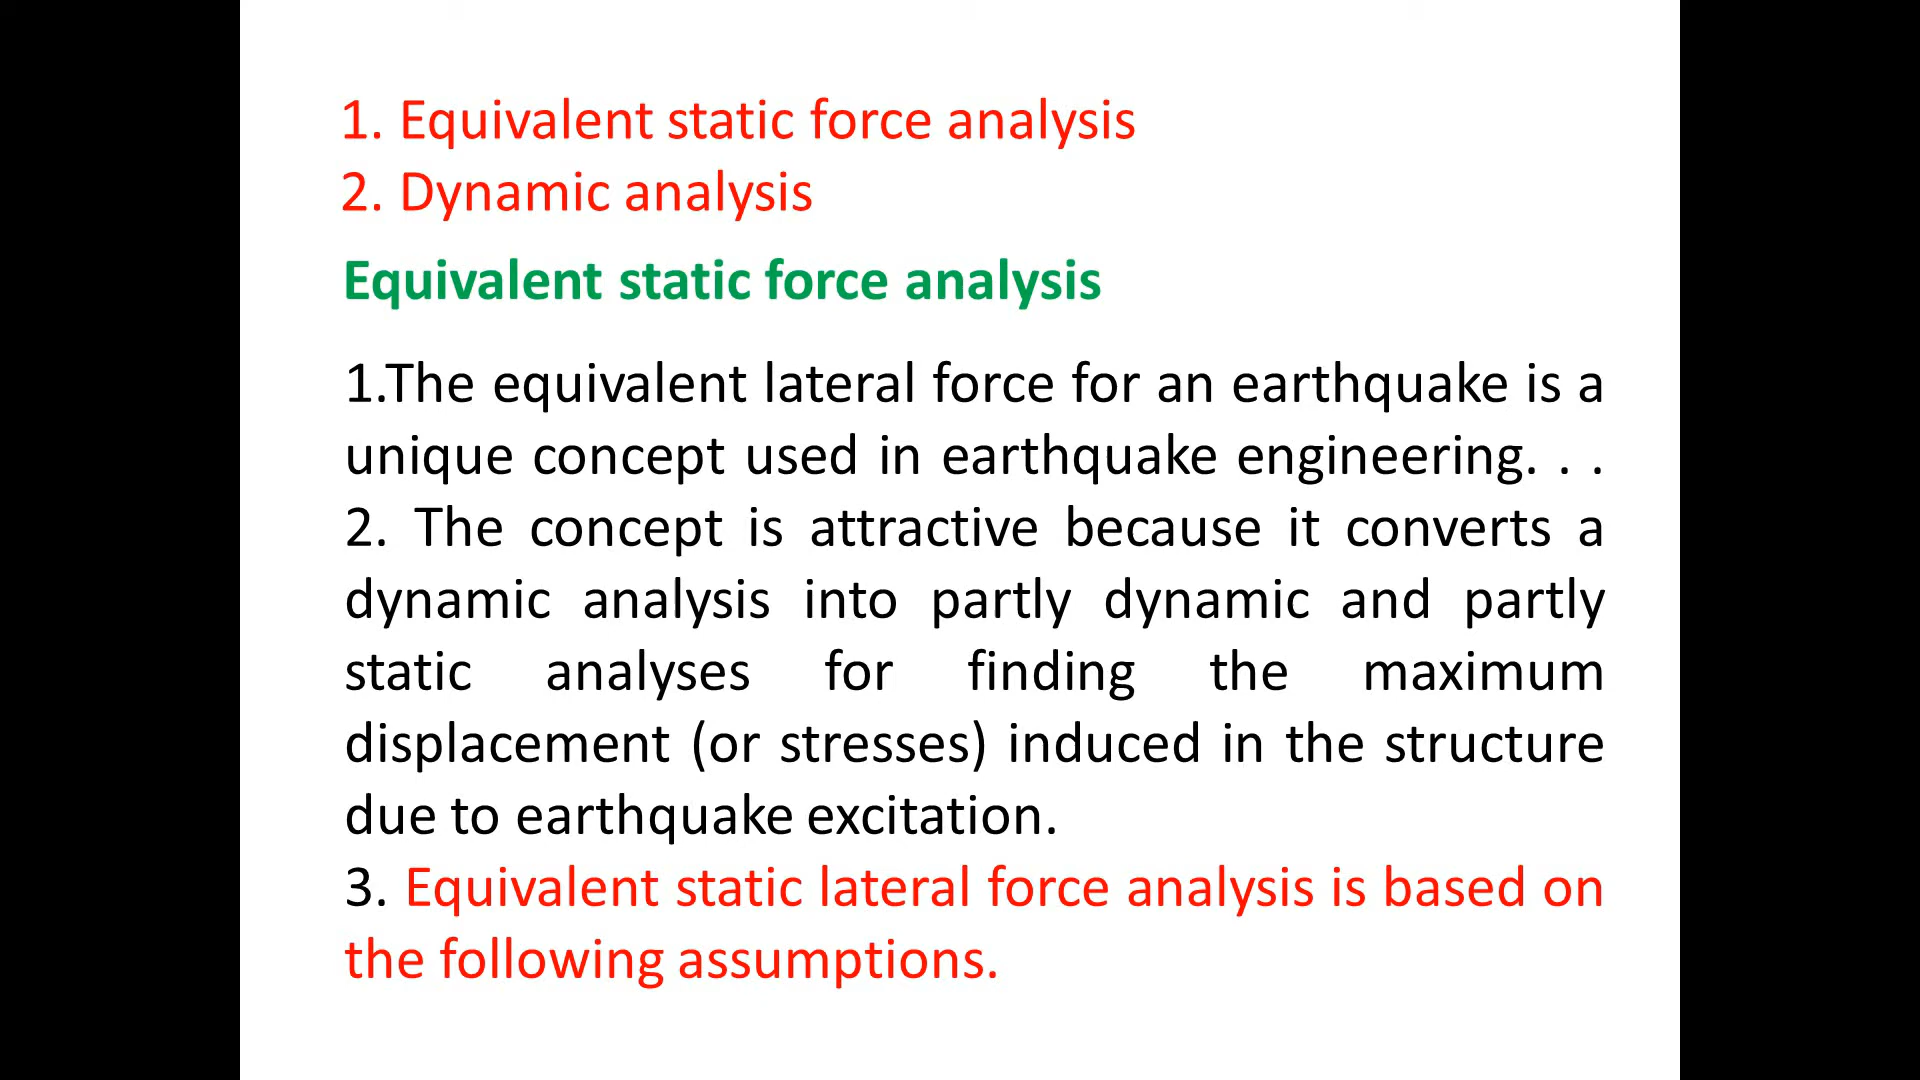 1. Equivalent static force analysis
2. Dynamic analysis
Equivalent static force analysis
1.The equivalent lateral force for an earthquake is a
unique concept used in earthquake engineering. . .
2. The concept is attractive because it converts a
dynamic analysis into partly dynamic and partly
static analyses for finding the maximum
displacement (or stresses) induced in the structure
due to earthquake excitation.
3. Equivalent static lateral force analysis is based on
the following assumptions.